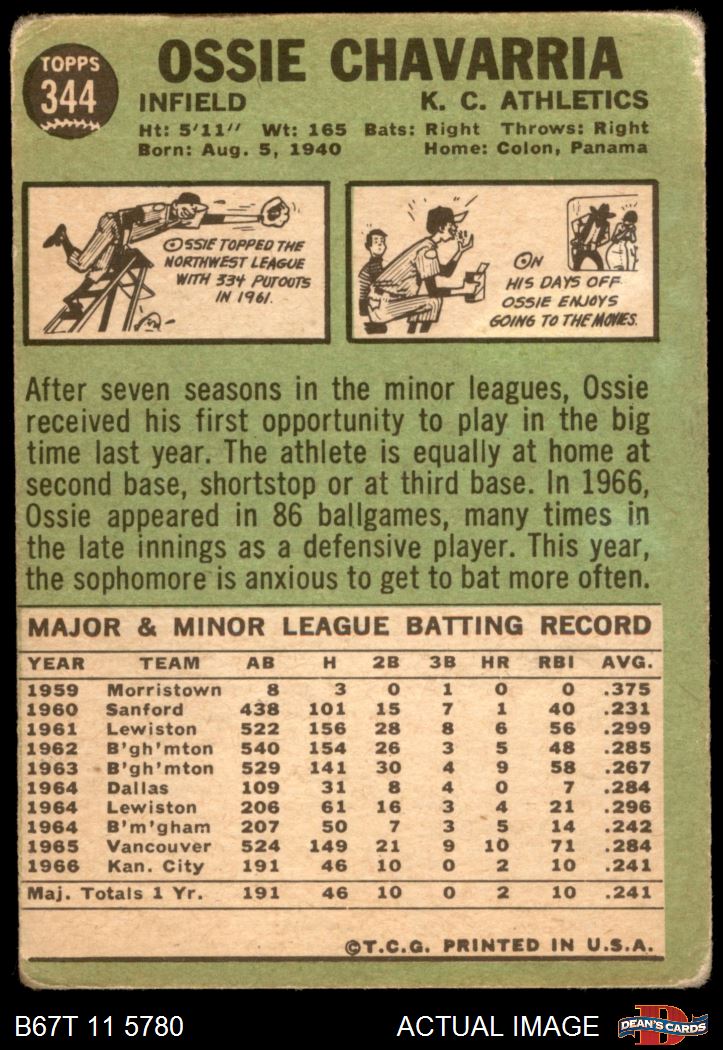 TOPPS
344
OSSIE CHAVARRIA
INFIELD K. C. ATHLETICS
Ht: 5'11" Wt: 165 Bats: Right Throws: Right
Born: Aug. 5, 1940 Home: Colon, Panama
OSSIE TOPPED THE
NORTHWEST LEAGUE
WITH 334 PUTOUTS
IN 1961.
ON
HIS DAYS OFF
OSSIE ENJOYS
GOING TO THE MOVIES.
After seven seasons in the minor leagues, Ossie
received his first opportunity to play in the big
time last year. The athlete is equally at home at
second base, shortstop or at third base. In 1966,
Ossie appeared in 86 ballgames, many times in
the late innings as a defensive player. This year,
the sophomore is anxious to get to bat more often.
MAJOR & MINOR LEAGUE BATTING RECORD
YEAR TEAM AB H 2B 3B HR RBI AVG.
1959 Morristown 8 3 0 1 0 0 .375
1960 Sanford 438 101 15 7 1 40 .231
1961 Lewiston 522 156 28 8 6 56 .299
1962 B'gh'mton 540 154 26 3 5 48 .285
1963 B'gh'mton 529 141 30 4 9 58 .267
1964 Dallas 109 31 8 4 0 7 .284
1964 Lewiston 206 61 16 3 4 21 .296
1964 B'm'gham 207 50 7 3 5 14 .242
1965 Vancouver 524 149 21 9 10 71 .284
1966 Kan. City 191 46 10 0 2 10 .241
Maj. Totals 1 Yr. 191 46 10 0 2 10 .241
©T.C.G. PRINTED IN U.S.A.
B67T 11 5780 ACTUAL IMAGE
D
DEAN'S CARDS